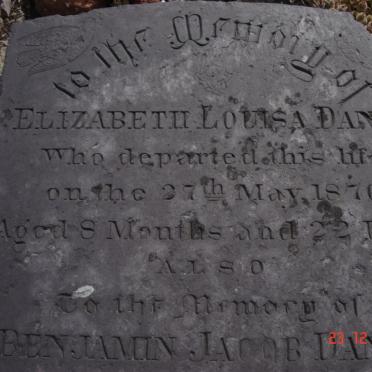 to the Memory of
ELIZABETH LOUISA DAN
Who departed this li
on the 27th May 187
Aged 8 Months and 22
ALSO
To the Memory of
BENJAMIN JACOB DAN
23 12